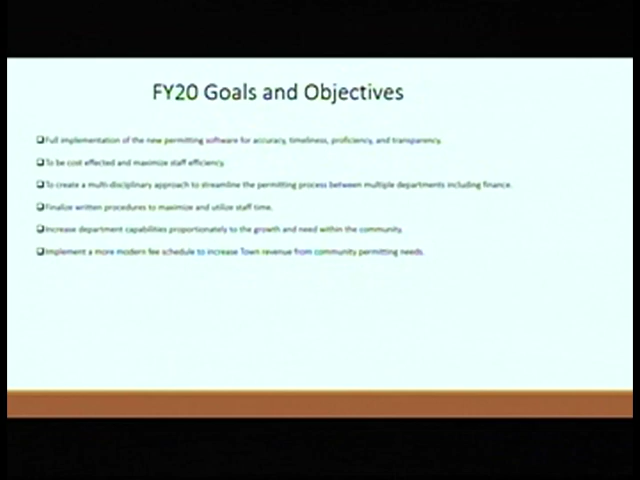 FY20 Goals and Objectives
❑Full implementation of the new permitting software for accuracy, timeliness, proficiency, and transparency.
❑To be cost effected and maximize staff efficiency.
❑To create a multi-disciplinary approach to streamline the permitting process between multiple departments including finance.
❑Finalize written procedures to maximize and utilize staff time.
❑Increase department capabilities proportionately to the growth and need within the community.
❑Implement a more modern fee schedule to increase Town revenue from community permitting needs.